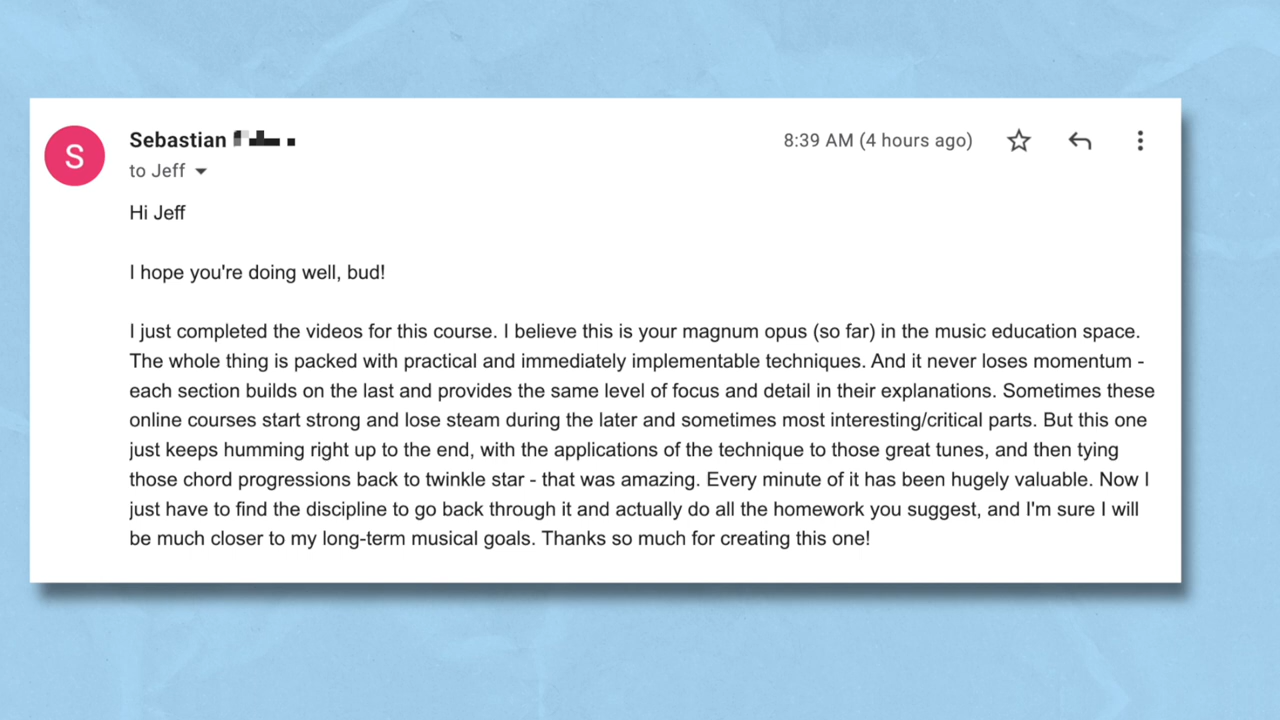 S
Sebastian
8:39 AM (4 hours ago)
to Jeff
Hi Jeff
I hope you're doing well, bud!
I just completed the videos for this course. I believe this is your magnum opus (so far) in the music education space.
The whole thing is packed with practical and immediately implementable techniques. And it never loses momentum -
each section builds on the last and provides the same level of focus and detail in their explanations. Sometimes these
online courses start strong and lose steam during the later and sometimes most interesting/critical parts. But this one
just keeps humming right up to the end, with the applications of the technique to those great tunes, and then tying
those chord progressions back to twinkle star - that was amazing. Every minute of it has been hugely valuable. Now I
just have to find the discipline to go back through it and actually do all the homework you suggest, and I'm sure I will
be much closer to my long-term musical goals. Thanks so much for creating this one!